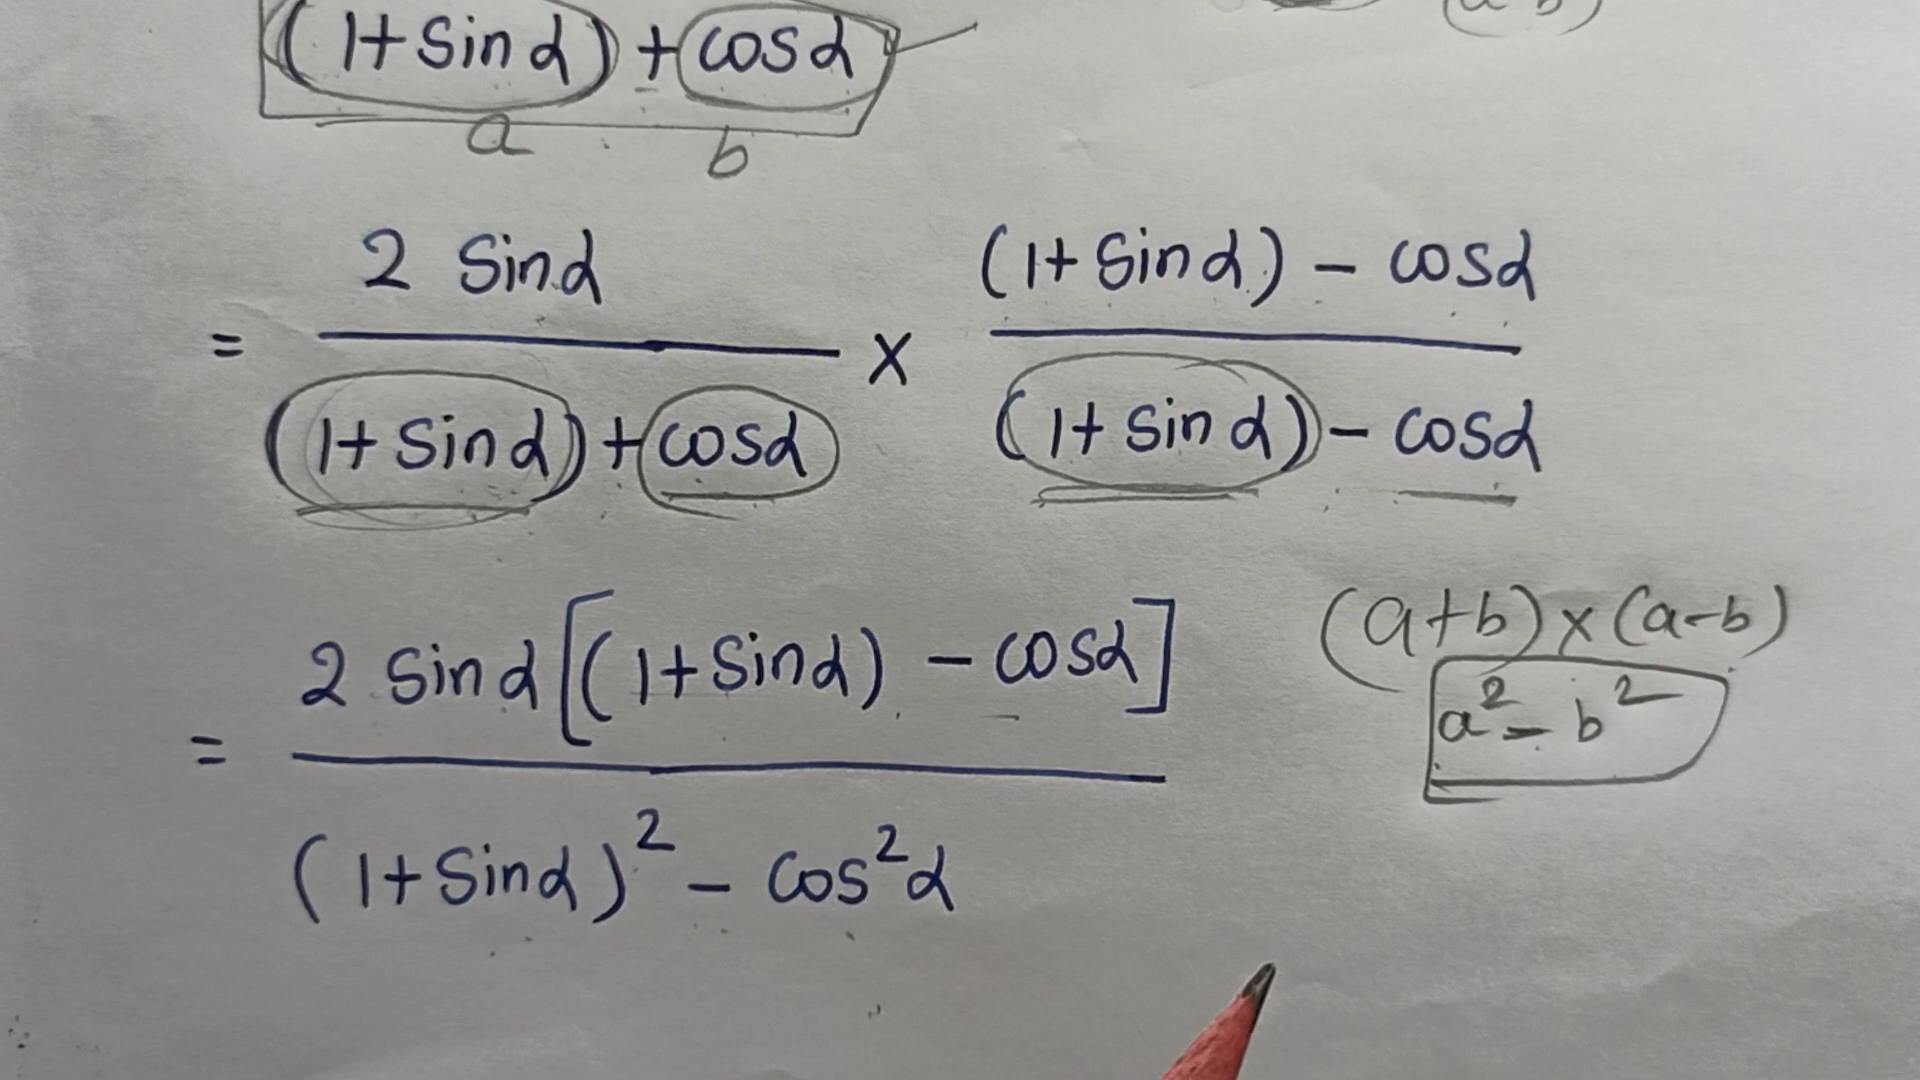 (1+Sinα) + cosα
a b
2 Sinα (1+Sinα) - cosα
= ———— × ————
(1+Sinα) + cosα (1+Sinα) - cosα
(a+b)×(a-b)
2 Sinα [(1+Sinα) - cosα]
a² - b²
= ————
(1+Sinα)² - Cos²α